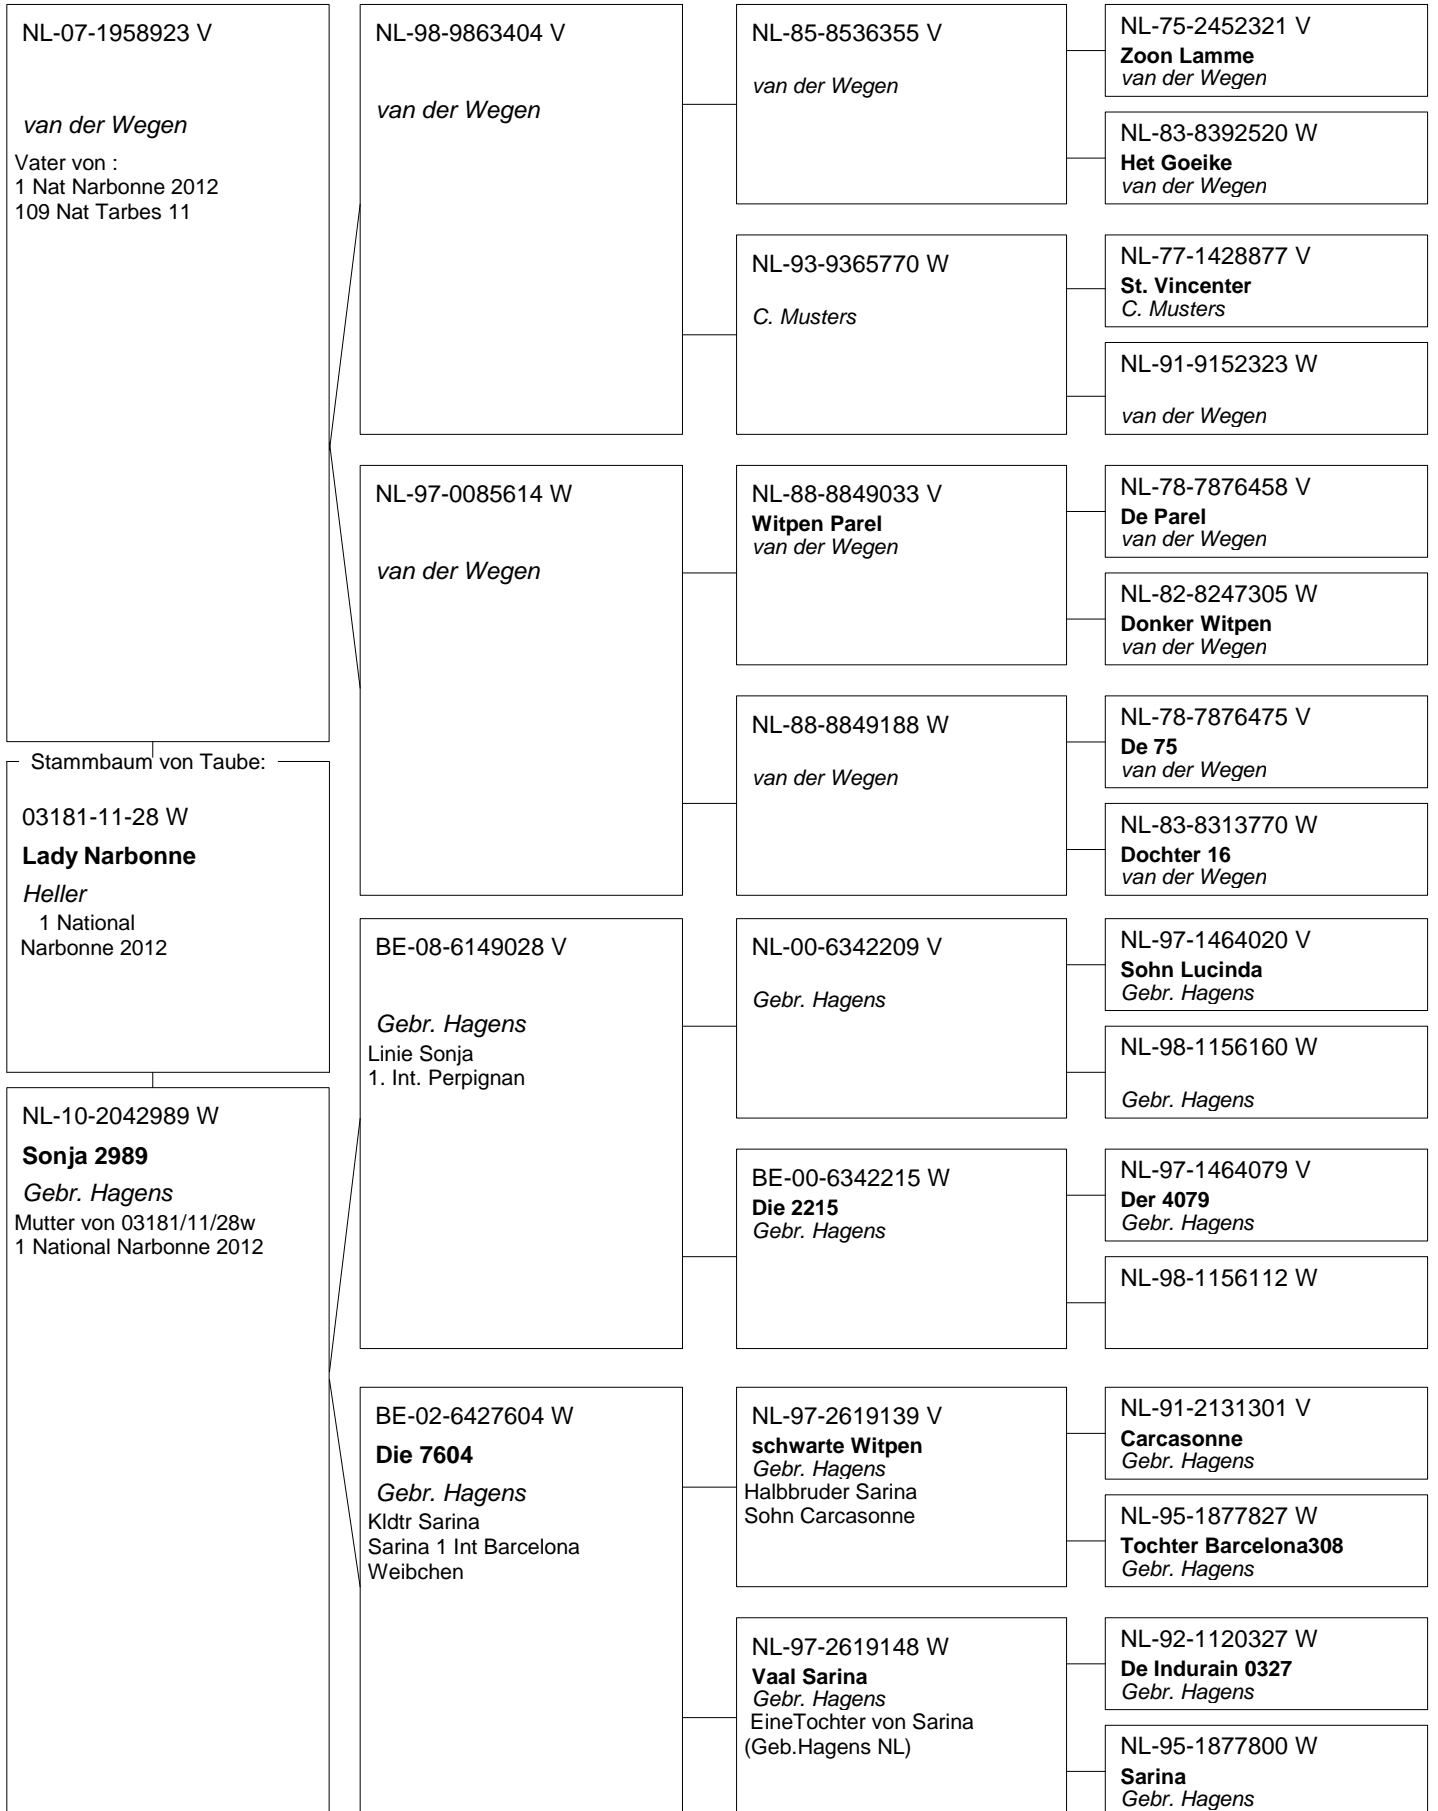 NL-07-1958923 V
van der Wegen
Vater von :
1 Nat Narbonne 2012
109 Nat Tarbes 11
Stammbaum von Taube:
03181-11-28 W
Lady Narbonne
Heller
1 National
Narbonne 2012
NL-10-2042989 W
Sonja 2989
Gebr. Hagens
Mutter von 03181/11/28w
1 National Narbonne 2012
NL-98-9863404 V
van der Wegen
NL-97-0085614 W
van der Wegen
BE-08-6149028 V
Gebr. Hagens
Linie Sonja
1. Int. Perpignan
BE-02-6427604 W
Die 7604
Gebr. Hagens
Kldtr Sarina
Sarina 1 Int Barcelona
Weibchen
NL-85-8536355 V
van der Wegen
NL-93-9365770 W
C. Musters
NL-88-8849033 V
Witpen Parel
van der Wegen
NL-88-8849188 W
van der Wegen
NL-00-6342209 V
Gebr. Hagens
BE-00-6342215 W
Die 2215
Gebr. Hagens
NL-97-2619139 V
schwarte Witpen
Gebr. Hagens
Halbbruder Sarina
Sohn Carcasonne
NL-97-2619148 W
Vaal Sarina
Gebr. Hagens
EineTochter von Sarina
(Geb.Hagens NL)
NL-75-2452321 V
Zoon Lamme
van der Wegen
NL-83-8392520 W
Het Goeike
van der Wegen
NL-77-1428877 V
St. Vincenter
C. Musters
NL-91-9152323 W
van der Wegen
NL-78-7876458 V
De Parel
van der Wegen
NL-82-8247305 W
Donker Witpen
van der Wegen
NL-78-7876475 V
De 75
van der Wegen
NL-83-8313770 W
Dochter 16
van der Wegen
NL-97-1464020 V
Sohn Lucinda
Gebr. Hagens
NL-98-1156160 W
Gebr. Hagens
NL-97-1464079 V
Der 4079
Gebr. Hagens
NL-98-1156112 W
NL-91-2131301 V
Carcasonne
Gebr. Hagens
NL-95-1877827 W
Tochter Barcelona308
Gebr. Hagens
NL-92-1120327 W
De Indurain 0327
Gebr. Hagens
NL-95-1877800 W
Sarina
Gebr. Hagens